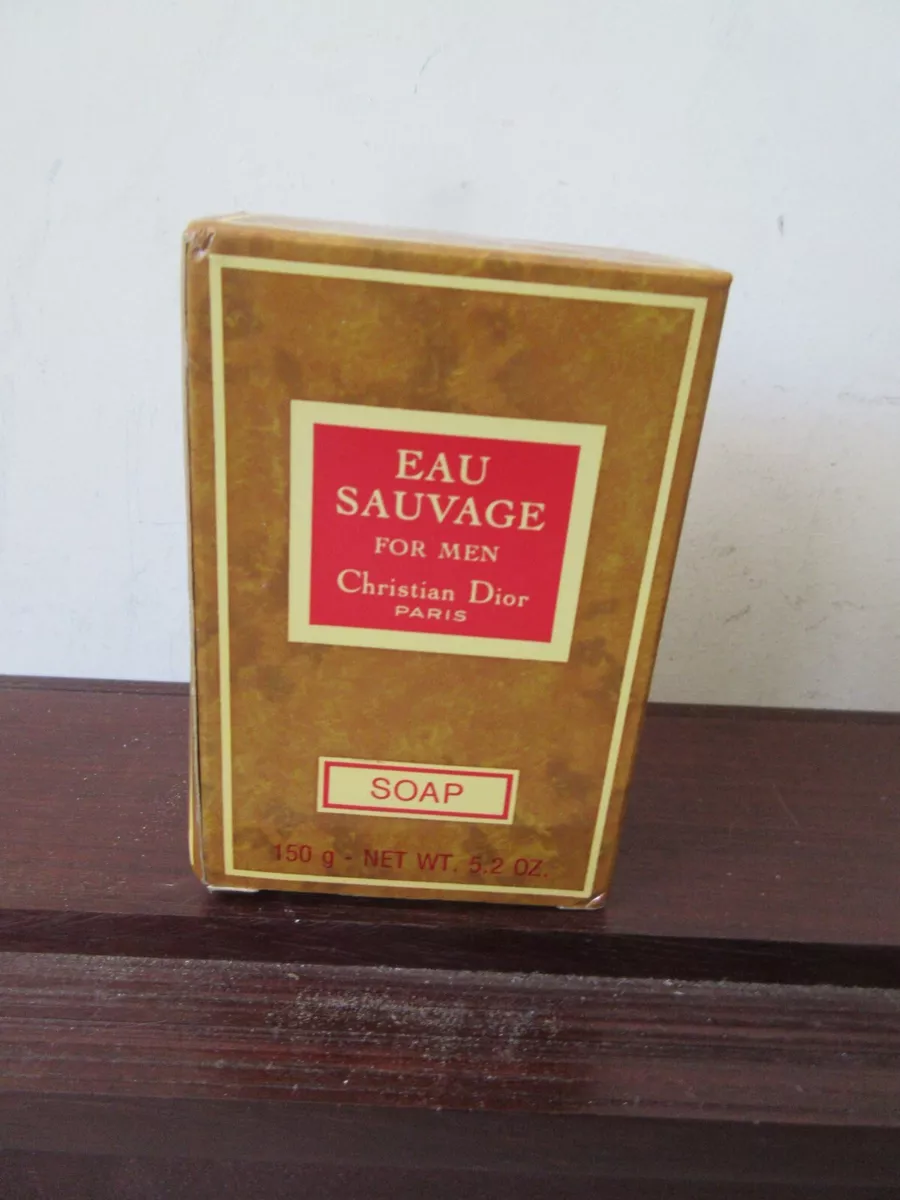 EAU
SAUVAGE
FOR MEN
Christian Dior
PARIS
SOAP
150 g - NET WT. 5.2 OZ.